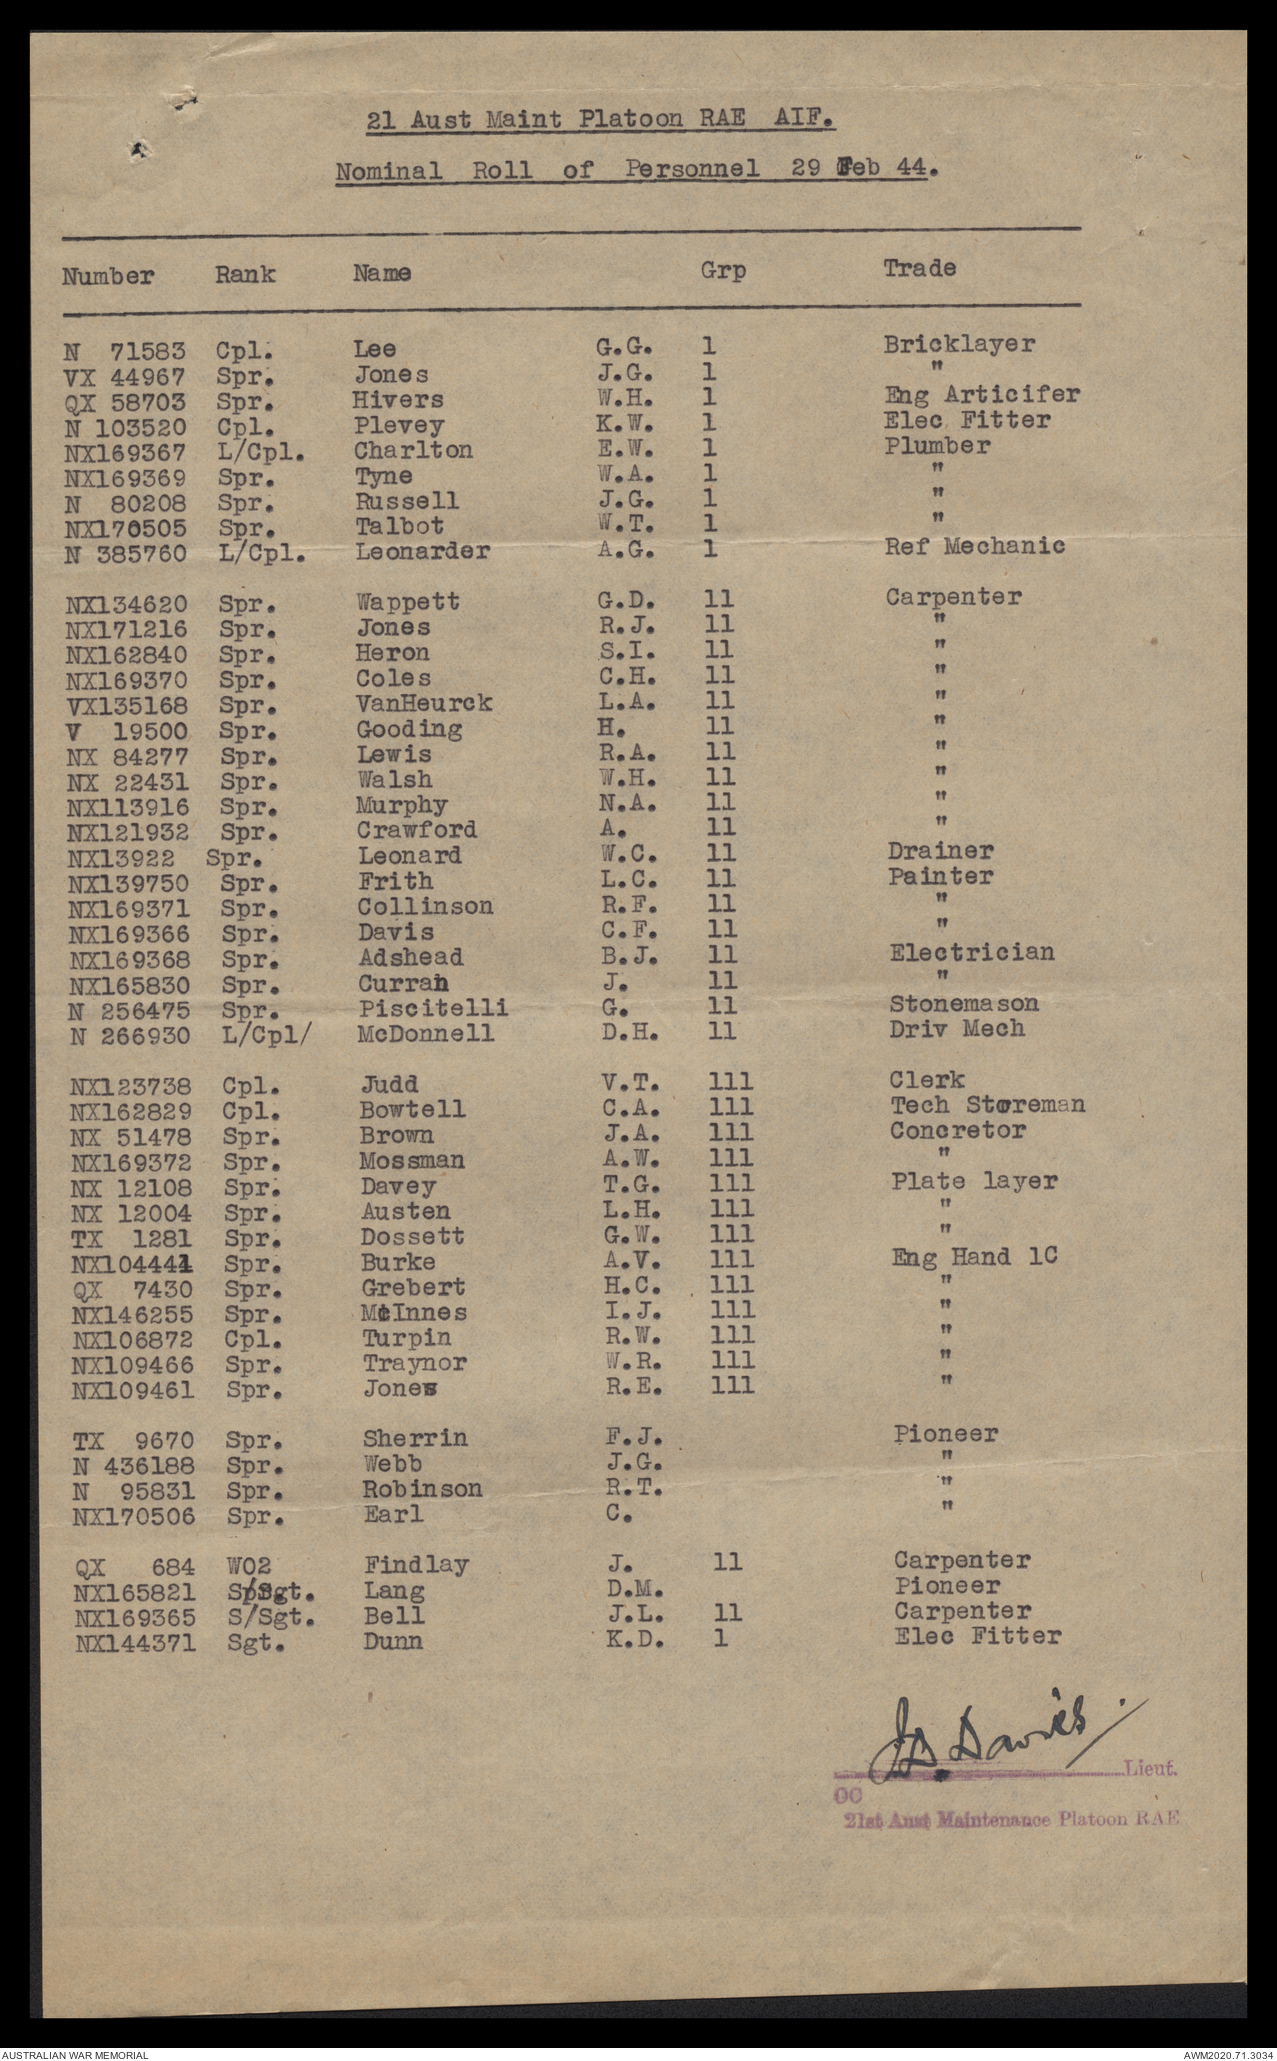 21 Aust Maint Platoon RAE AIF.
Nominal Roll of Personnel 29 Feb 44.
Number Rank Name Grp Trade
N 71583 Cpl. Lee G.G. 1 Bricklayer
VX 44967 Spr. Jones J.G. 1 "
QX 58703 Spr. Hivers W.H. 1 Eng Articifer
N 103520 Cpl. Plevey K.W. 1 Elec Fitter
NX169367 L/Cpl. Charlton E.W. 1 Plumber
NX169369 Spr. Tyne W.A. 1 "
N 80208 Spr. Russell J.G. 1 "
NX170505 Spr. Talbot W.T. 1 "
N 385760 L/Cpl. Leonarder A.G. 1 Ref Mechanic
NX134620 Spr. Wappett G.D. 11 Carpenter
NX171216 Spr. Jones R.J. 11 "
NX162840 Spr. Heron S.I. 11 "
NX169370 Spr. Coles C.H. 11 "
VX135168 Spr. VanHeurck L.A. 11 "
V 19500 Spr. Gooding H. 11 "
NX 84277 Spr. Lewis R.A. 11 "
NX 22431 Spr. Walsh W.H. 11 "
NX113916 Spr. Murphy N.A. 11 "
NX121932 Spr. Crawford A. 11 "
NX13922 Spr. Leonard W.C. 11 Drainer
NX139750 Spr. Frith L.C. 11 Painter
NX169371 Spr. Collinson R.F. 11 "
NX169366 Spr. Davis C.F. 11 "
NX169368 Spr. Adshead B.J. 11 Electrician
NX165830 Spr. Curran J. 11 "
N 256475 Spr. Piscitelli G. 11 Stonemason
N 266930 L/Cpl/ McDonnell D.H. 11 Driv Mech
NX123738 Cpl. Judd V.T. 111 Clerk
NX162829 Cpl. Bowtell C.A. 111 Tech Storeman
NX 51478 Spr. Brown J.A. 111 Concretor
NX169372 Spr. Mossman A.W. 111 "
NX 12108 Spr. Davey T.G. 111 Plate layer
NX 12004 Spr. Austen L.H. 111 "
TX 1281 Spr. Dossett G.W. 111 "
NX104441 Spr. Burke A.V. 111 Eng Hand 1C
QX 7430 Spr. Grebert H.C. 111 "
NX146255 Spr. McInnes I.J. 111 "
NX106872 Cpl. Turpin R.W. 111 "
NX109466 Spr. Traynor W.R. 111 "
NX109461 Spr. Jones R.E. 111 "
TX 9670 Spr. Sherrin F.J. Pioneer
N 436188 Spr. Webb J.G. "
N 95831 Spr. Robinson R.T. "
NX170506 Spr. Earl C. "
QX 684 WO2 Findlay J. 11 Carpenter
NX165821 S/Sgt. Lang D.M. Pioneer
NX169365 S/Sgt. Bell J.L. 11 Carpenter
NX144371 Sgt. Dunn K.D. 1 Elec Fitter
J.D. Davies.
Lieut.
OC
21st Aust Maintenance Platoon RAE
AUSTRALIAN WAR MEMORIAL AWM2020.71.3034